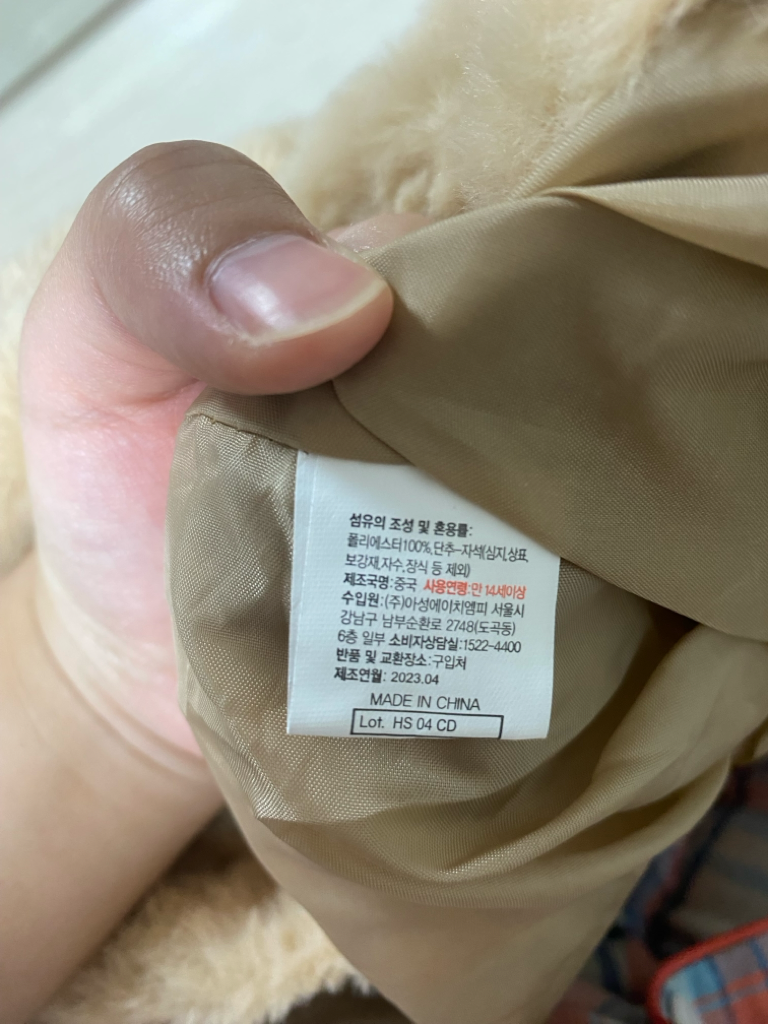 섬유의 조성 및 혼용률:
폴리에스터100%,단추-자석(심지,상표,
보강재,자수,장식 등 제외)
제조국명:중국 사용연령:만 14세이상
수입원:(주)아성에이치엠피 서울시
강남구 남부순환로 2748(도곡동)
6층 일부 소비자상담실:1522-4400
반품 및 교환장소:구입처
제조연월: 2023.04
MADE IN CHINA
Lot. HS 04 CD